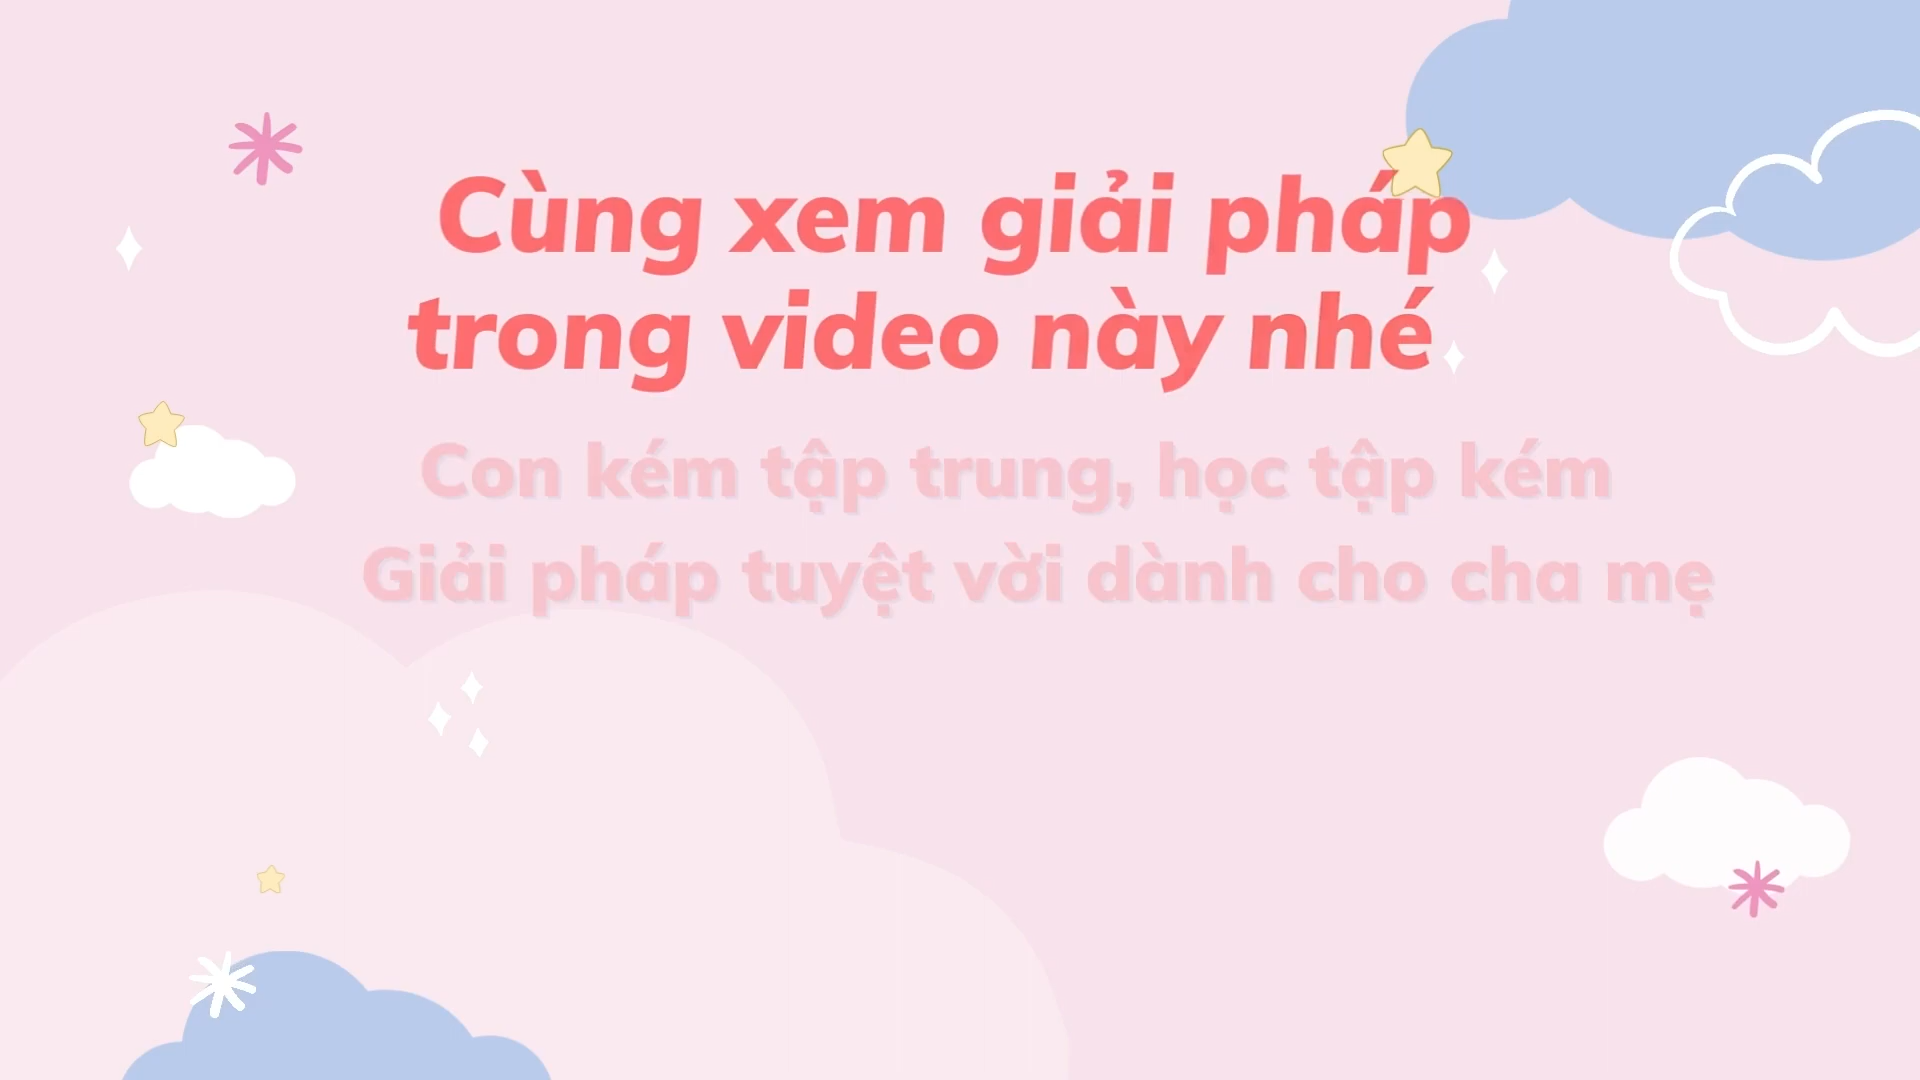 Cùng xem giải pháp
trong video này nhé
Con kém tập trung, học tập kém
Giải pháp tuyệt vời dành cho cha mẹ